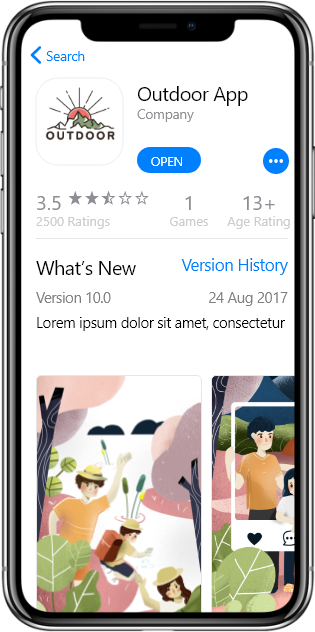 Search
OUTDOOR
Outdoor App
Company
OPEN
3.5
2500 Ratings
1
Games
13+
Age Rating
What's New
Version History
Version 10.0
24 Aug 2017
Lorem ipsum dolor sit amet, consectetur